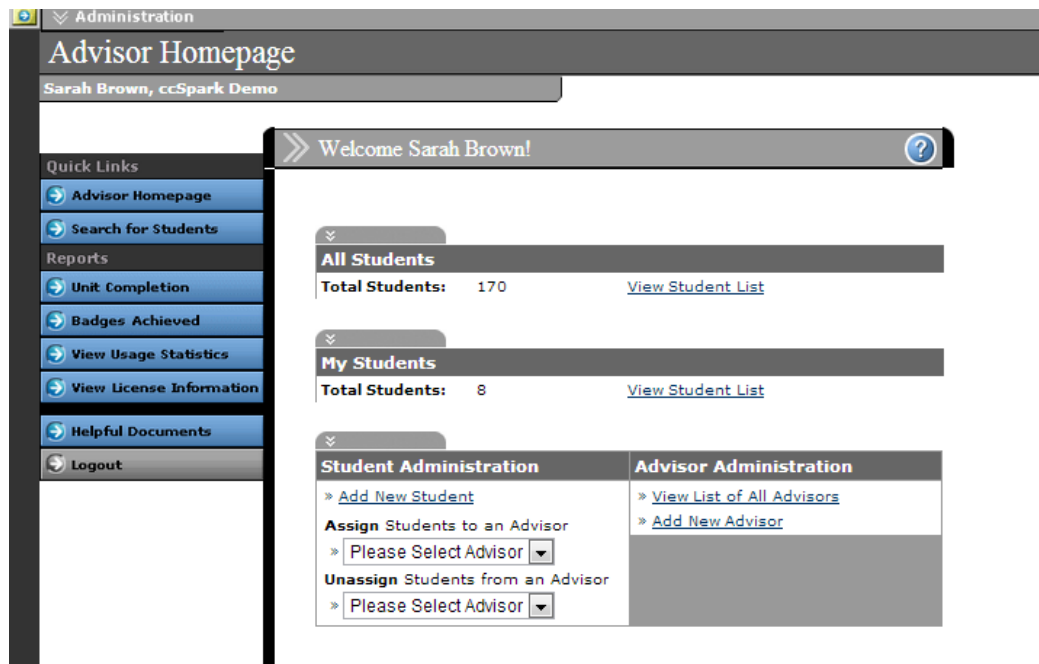 Administration
Advisor Homepage
Sarah Brown, ccSpark Demo
Welcome Sarah Brown!
?
Quick Links
Advisor Homepage
Search for Students
Reports
Unit Completion
Badges Achieved
View Usage Statistics
View License Information
Helpful Documents
Logout
All Students
Total Students: 170 View Student List
My Students
Total Students: 8 View Student List
Student Administration
» Add New Student
Assign Students to an Advisor
» Please Select Advisor
Unassign Students from an Advisor
» Please Select Advisor
Advisor Administration
» View List of All Advisors
» Add New Advisor